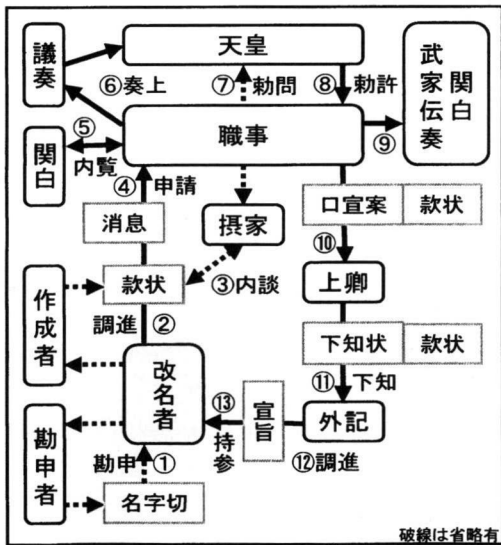 議奏
天皇
武家伝奏
関白
⑥奏上
⑦勅問
⑧勅許
職事
⑨
関白
⑤
内覧
④申請
消息
摂家
口宣案
款状
⑩
款状
③内談
上卿
作成者
調進
②
下知状
款状
改名者
⑪下知
⑬
持参
宣旨
外記
⑫調進
勘申者
勘申
①
名字切
破線は省略有